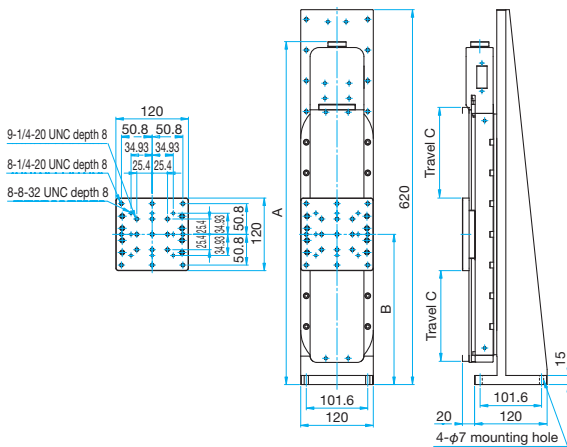 120
50.8 50.8
9-1/4-20 UNC depth 8
34.93 34.93
8-1/4-20 UNC depth 8
25.4 25.4
8-8-32 UNC depth 8
25.4 25.4
34.93 34.93
50.8 50.8
120
A
B
620
101.6
120
Travel C
Travel C
15
101.6
20 120
4-φ7 mounting hole